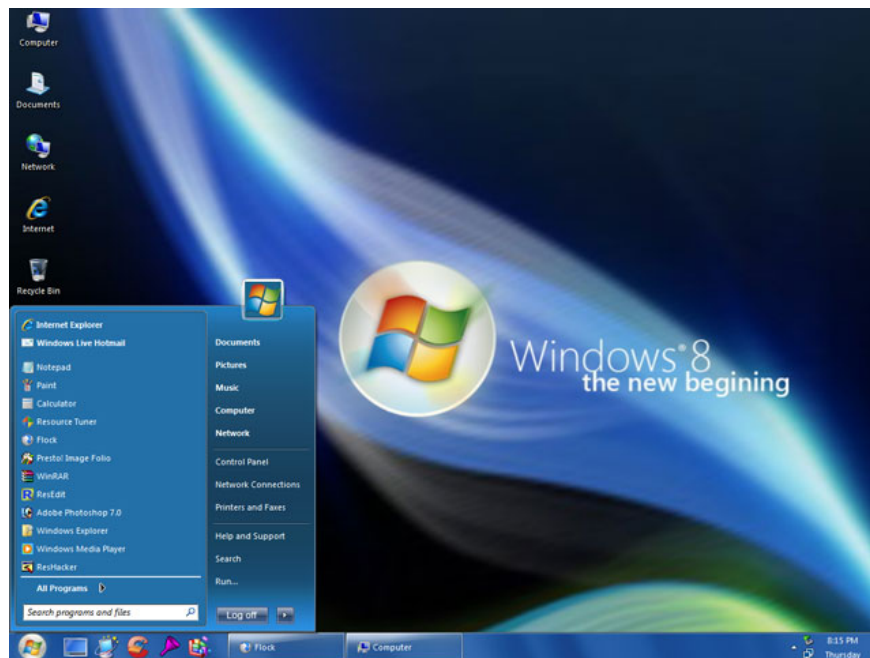 Computer
Documents
Network
Internet
Recycle Bin
Internet Explorer
Windows Live Hotmail
Notepad
Paint
Calculator
Resource Tuner
Flock
Presto! Image Folio
WinRAR
ResEdit
Adobe Photoshop 7.0
Windows Explorer
Windows Media Player
ResHacker
All Programs
Search programs and files
Documents
Pictures
Music
Computer
Network
Control Panel
Network Connections
Printers and Faxes
Help and Support
Search
Run...
Log off
Windows® 8
the new begining
Flock
Computer
8:15 PM
Thursday